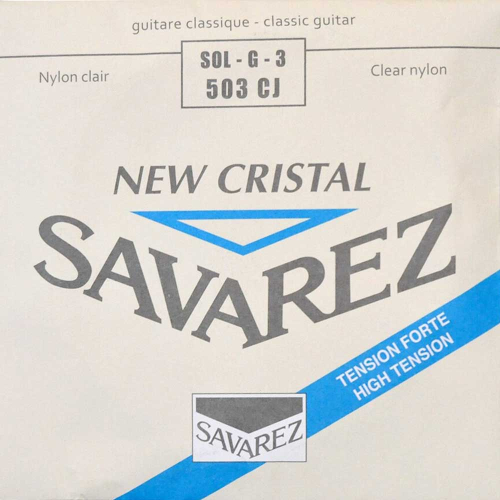 guitare classique - classic guitar
SOL - G - 3
503 CJ
Nylon clair
Clear nylon
NEW CRISTAL
SAVAREZ
TENSION FORTE
HIGH TENSION
SAVAREZ